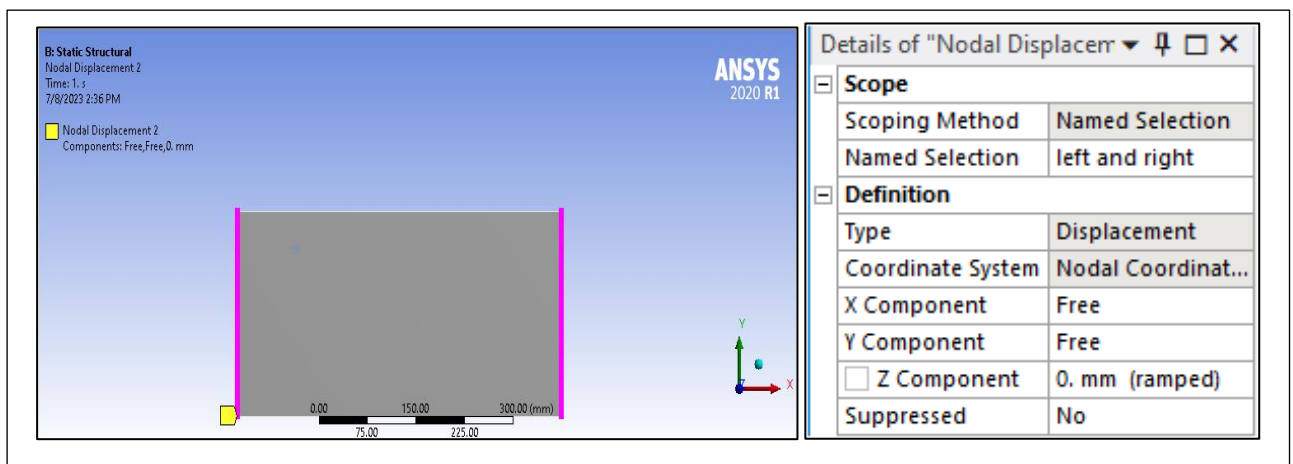 B: Static Structural
Nodal Displacement 2
Time: 1. s
7/8/2023 2:36 PM
Nodal Displacement 2
Components: Free,Free,0. mm
ANSYS
2020 R1
Y
X
Z
0.00 150.00 300.00 (mm)
75.00 225.00
Details of "Nodal Displacem
Scope
Scoping Method Named Selection
Named Selection left and right
Definition
Type Displacement
Coordinate System Nodal Coordinat...
X Component Free
Y Component Free
Z Component 0. mm (ramped)
Suppressed No